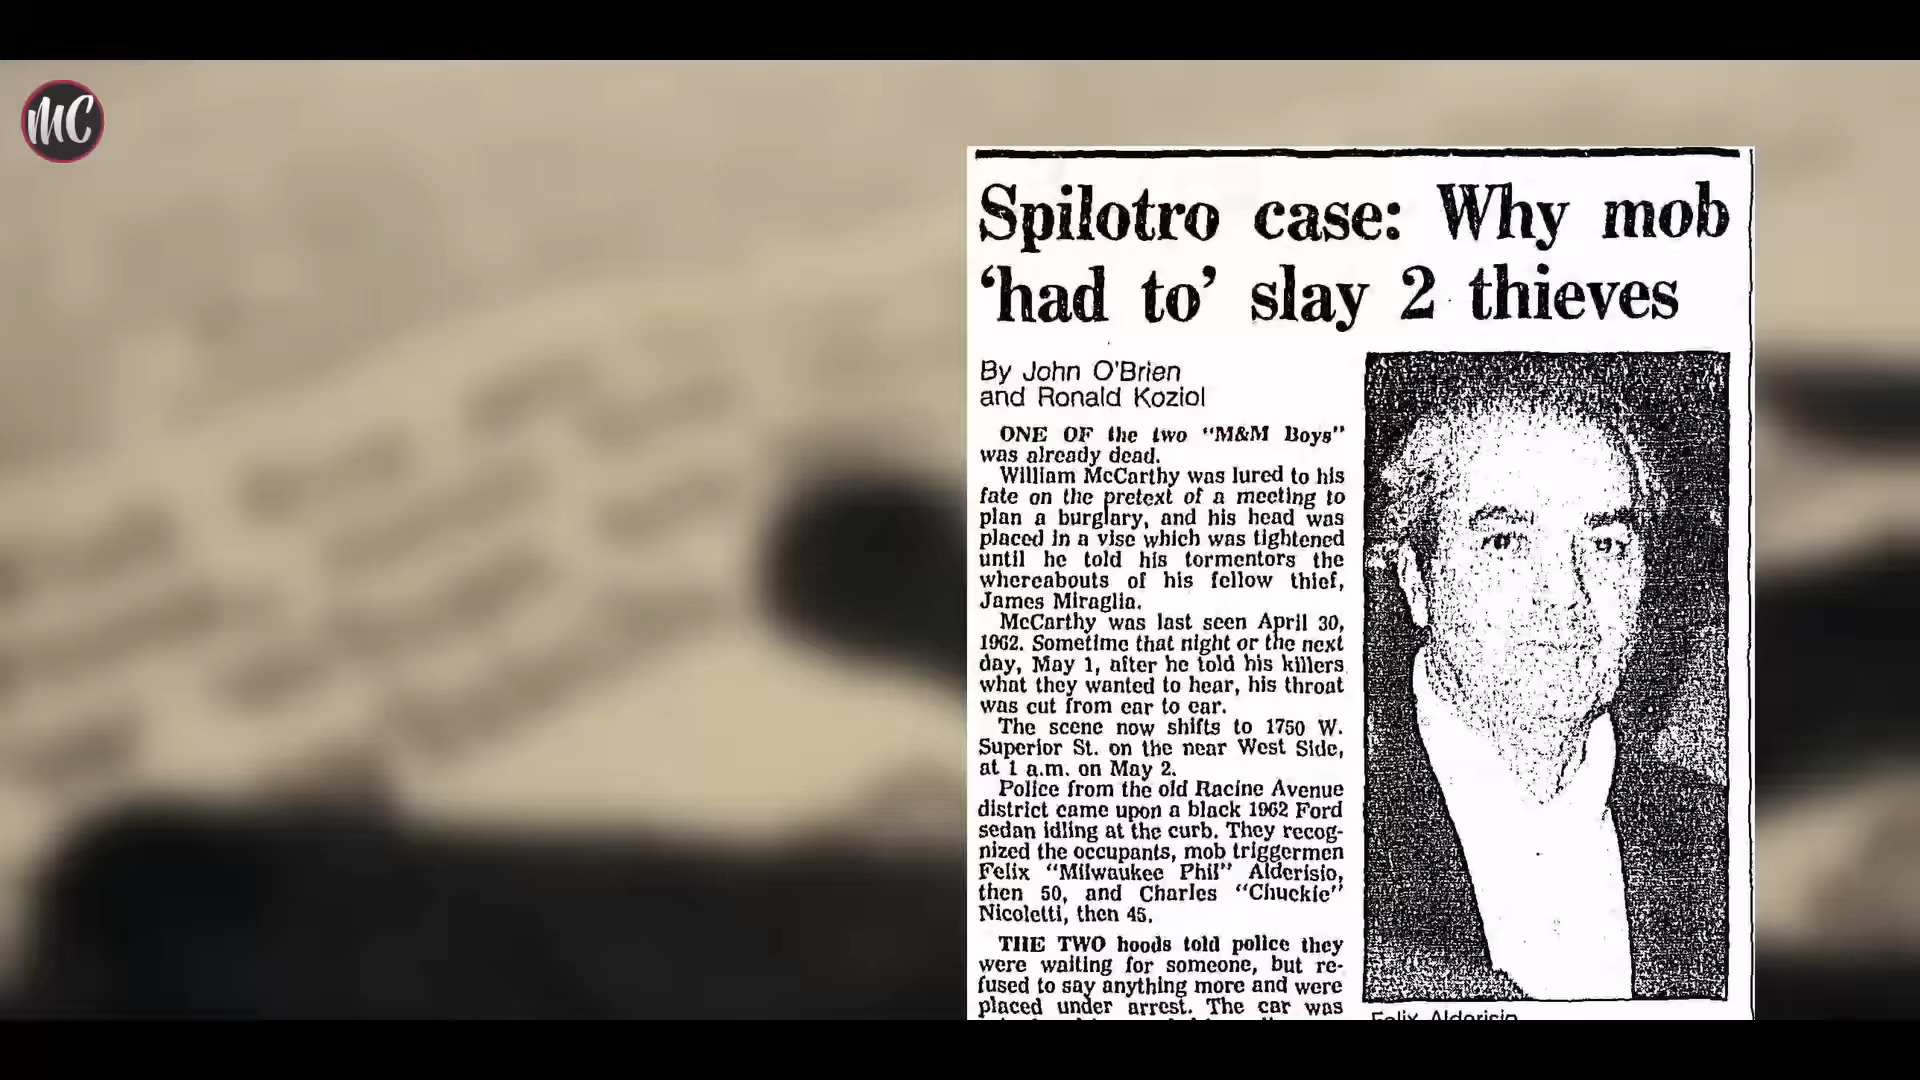 MC
Spilotro case: Why mob
‘had to’ slay 2 thieves
By John O'Brien
and Ronald Koziol
ONE OF the two “M&M Boys”
was already dead.
William McCarthy was lured to his
fate on the pretext of a meeting to
plan a burglary, and his head was
placed in a vise which was tightened
until he told his tormentors the
whereabouts of his fellow thief,
James Miraglia.
McCarthy was last seen April 30,
1962. Sometime that night or the next
day, May 1, after he told his killers
what they wanted to hear, his throat
was cut from ear to ear.
The scene now shifts to 1750 W.
Superior St. on the near West Side,
at 1 a.m. on May 2.
Police from the old Racine Avenue
district came upon a black 1962 Ford
sedan idling at the curb. They recog-
nized the occupants, mob triggermen
Felix “Milwaukee Phil” Alderisio,
then 50, and Charles “Chuckie”
Nicoletti, then 45.
THE TWO hoods told police they
were waiting for someone, but re-
fused to say anything more and were
placed under arrest. The car was
Felix Alderisio